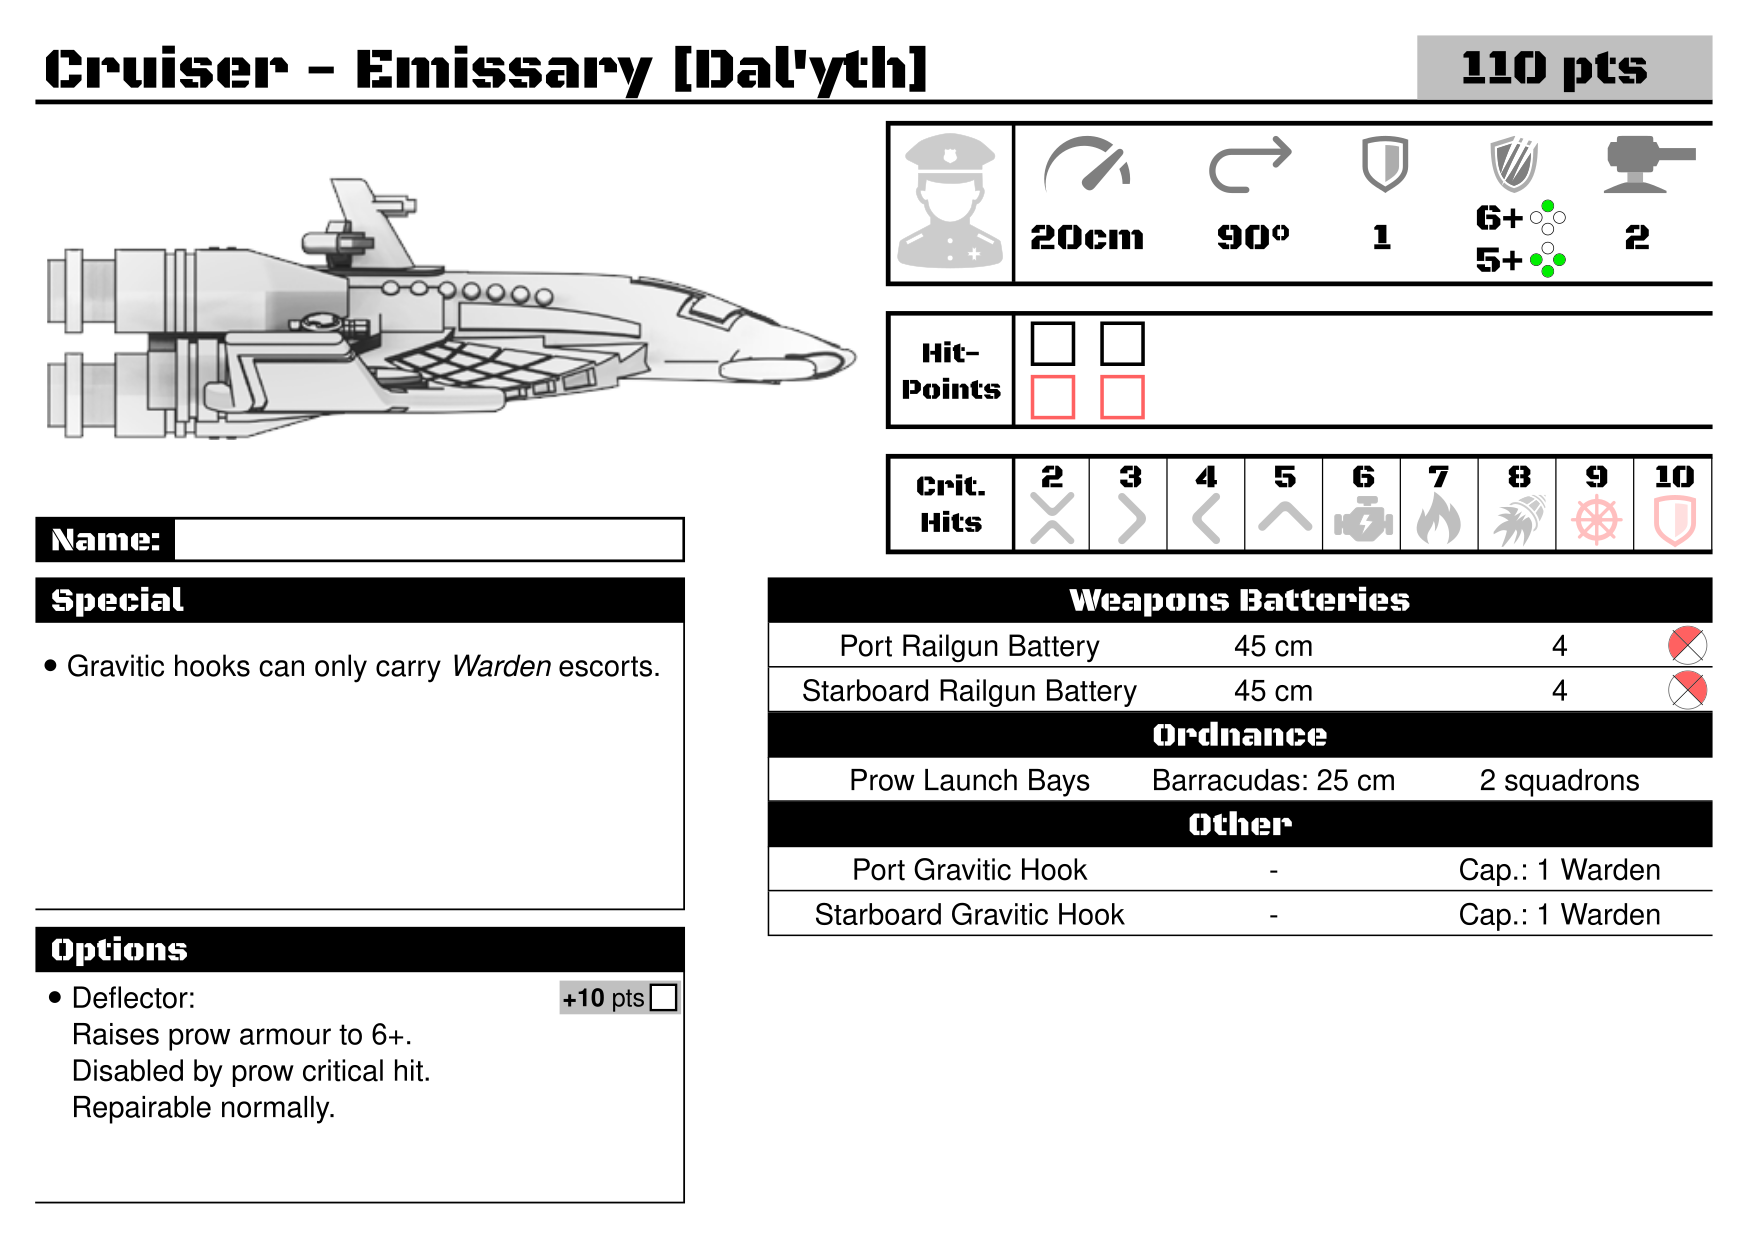 Cruiser – Emissary [Dal'yth]
110 pts
20cm 90º 1 6+ 5+ 2
Hit-
Points
Crit.
Hits
2 3 4 5 6 7 8 9 10
Name:
Special
• Gravitic hooks can only carry Warden escorts.
Options
• Deflector: +10 pts
Raises prow armour to 6+.
Disabled by prow critical hit.
Repairable normally.
Weapons Batteries
Port Railgun Battery 45 cm 4
Starboard Railgun Battery 45 cm 4
Ordnance
Prow Launch Bays Barracudas: 25 cm 2 squadrons
Other
Port Gravitic Hook - Cap.: 1 Warden
Starboard Gravitic Hook - Cap.: 1 Warden